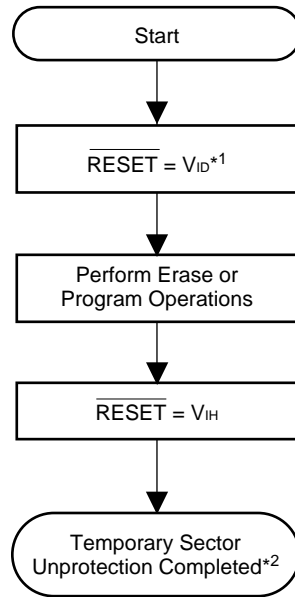 Start
RESET = VID*1
Perform Erase or
Program Operations
RESET = VIH
Temporary Sector
Unprotection Completed*2